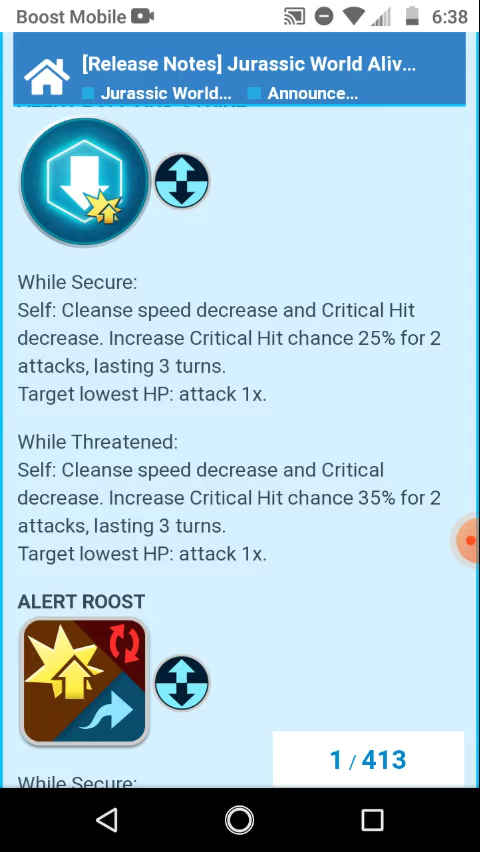 Boost Mobile 6:38
[Release Notes] Jurassic World Aliv...
Jurassic World... Announce...
While Secure:
Self: Cleanse speed decrease and Critical Hit
decrease. Increase Critical Hit chance 25% for 2
attacks, lasting 3 turns.
Target lowest HP: attack 1x.
While Threatened:
Self: Cleanse speed decrease and Critical
decrease. Increase Critical Hit chance 35% for 2
attacks, lasting 3 turns.
Target lowest HP: attack 1x.
ALERT ROOST
1 / 413
While Secure: